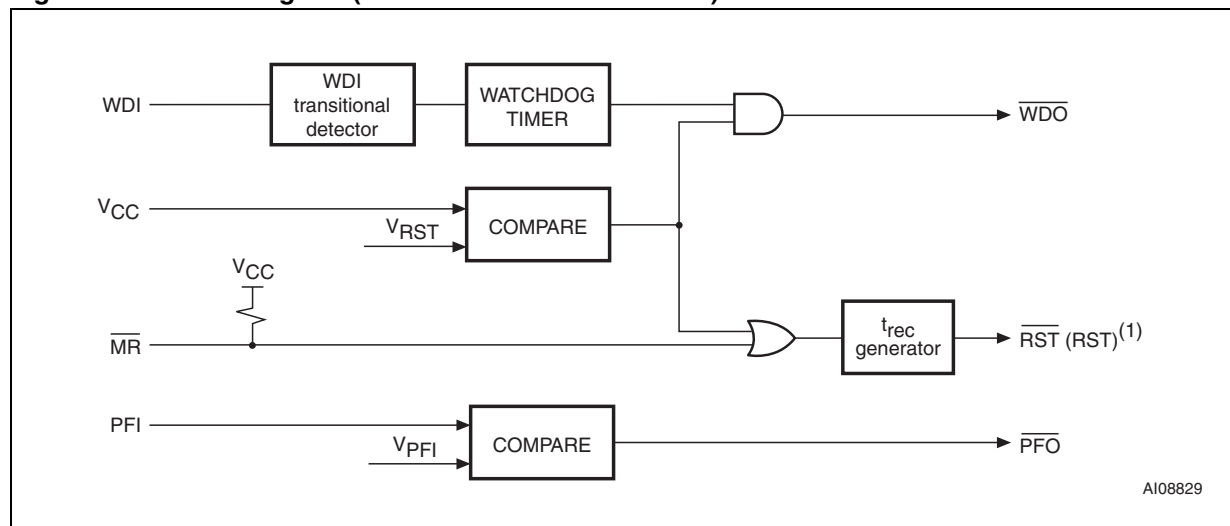 WDI
WDI
transitional
detector
WATCHDOG
TIMER
WDO
VCC
VRST
COMPARE
VCC
MR
trec
generator
RST (RST)(1)
PFI
VPFI
COMPARE
PFO
AI08829